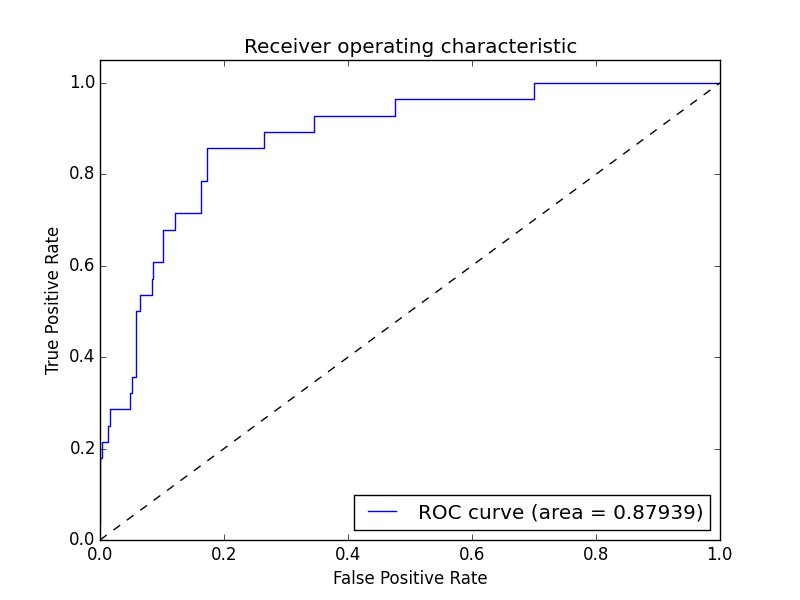 Receiver operating characteristic
1.0
0.8
0.6
0.4
0.2
0.0
True Positive Rate
ROC curve (area = 0.87939)
0.0 0.2 0.4 0.6 0.8 1.0
False Positive Rate